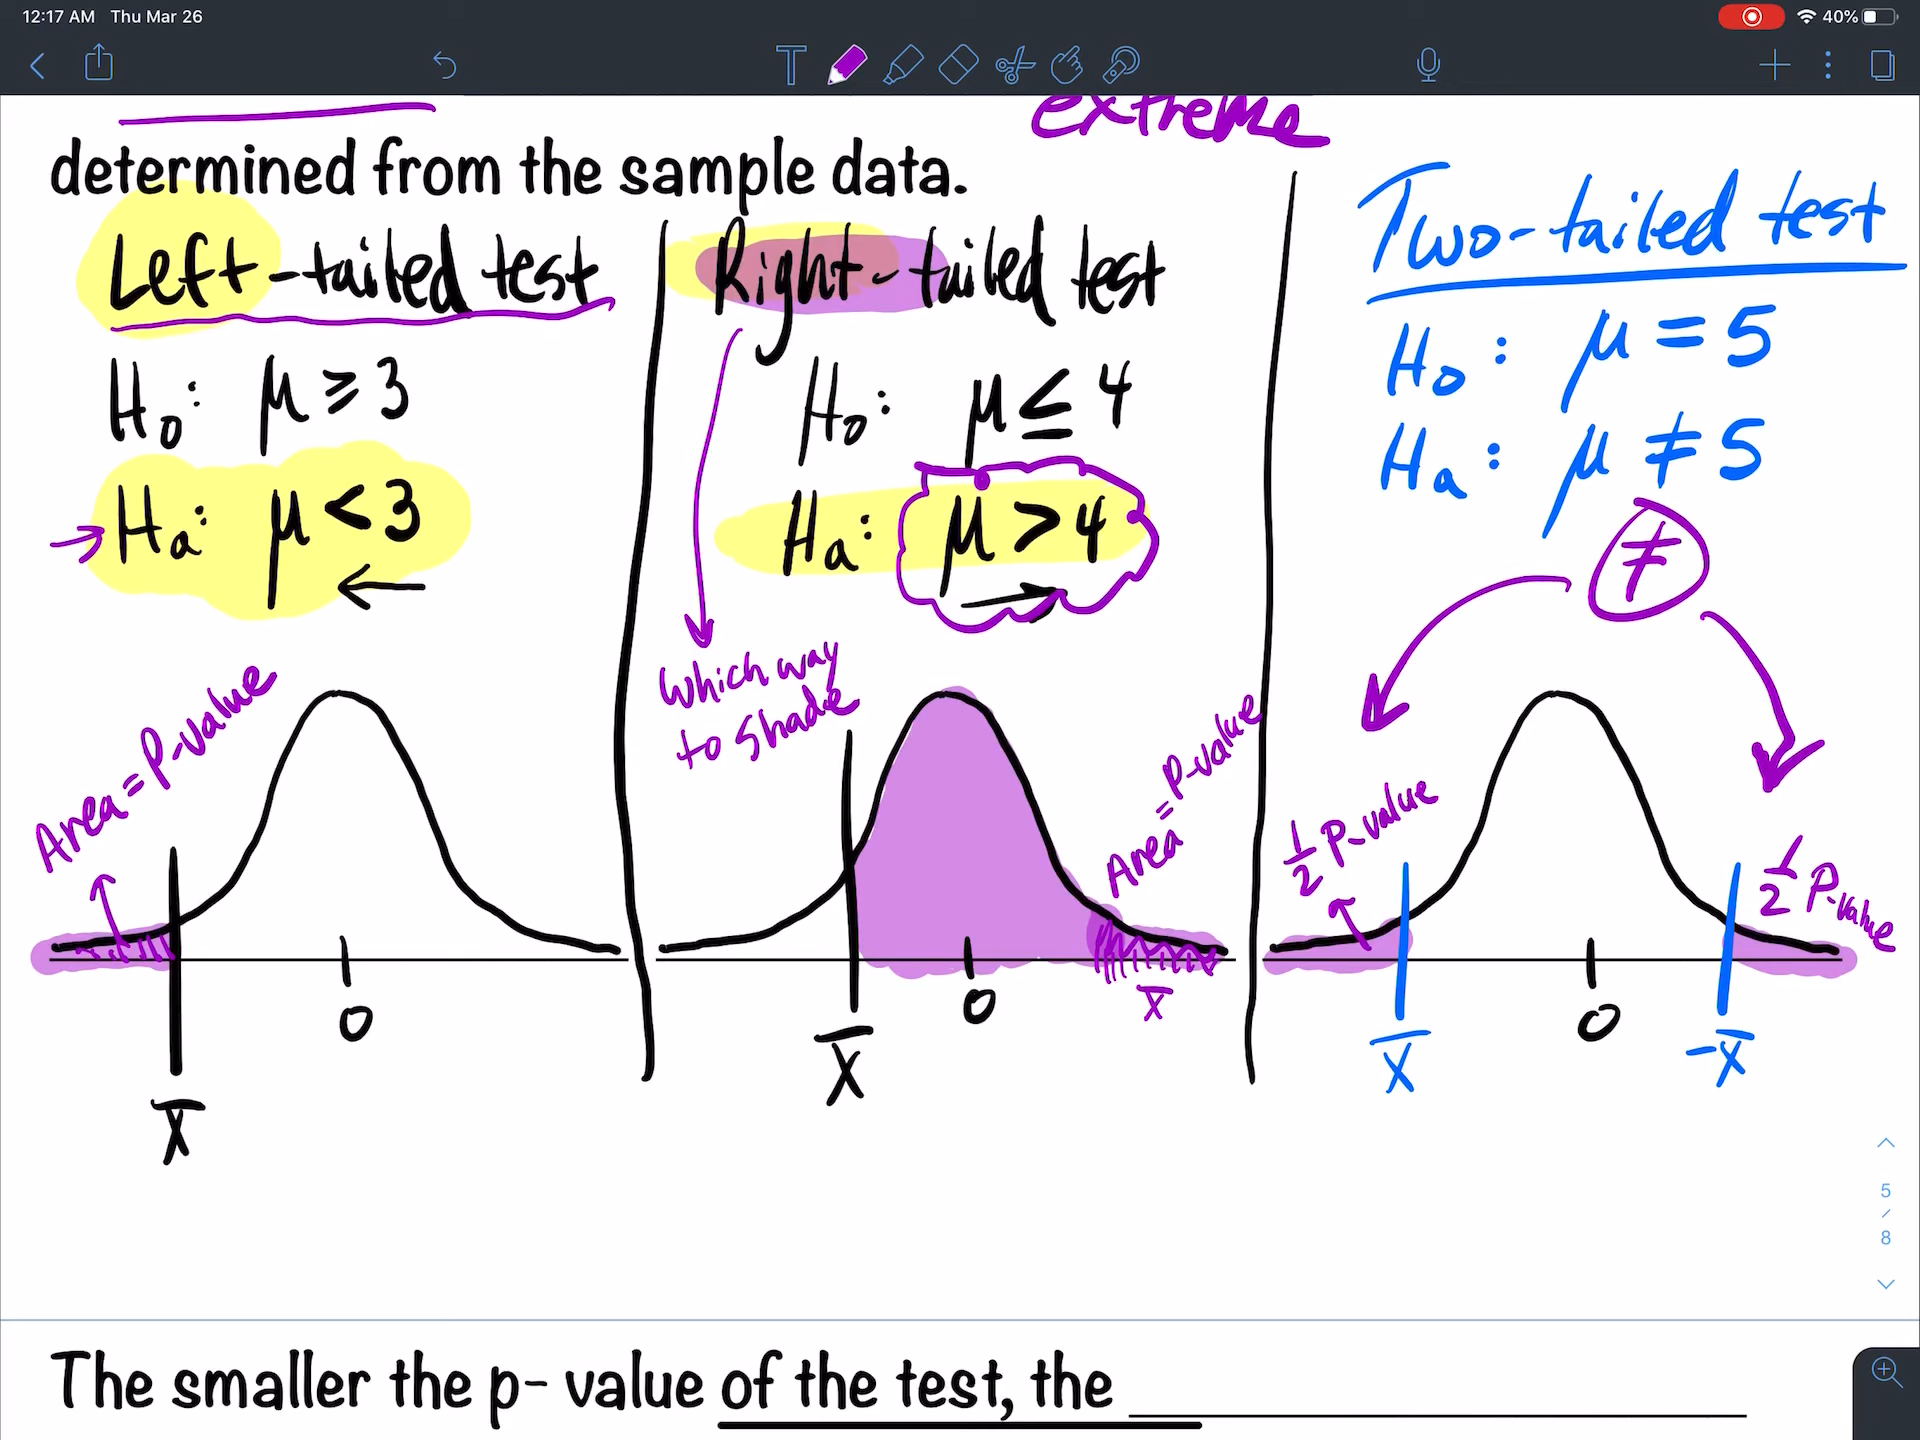 12:17 AM Thu Mar 26
40%
extreme
determined from the sample data.
Left-tailed test
H₀: μ ≥ 3
Hₐ: μ < 3
Area = P-value
0
x̅
Right-tailed test
H₀: μ ≤ 4
Hₐ: μ > 4
Which way
to shade
Area = P-value
x̅
0
x̅
Two-tailed test
H₀: μ = 5
Hₐ: μ ≠ 5
≠
½ P-value
½ P-value
x̅
0
-x̅
5
/
8
The smaller the p- value of the test, the